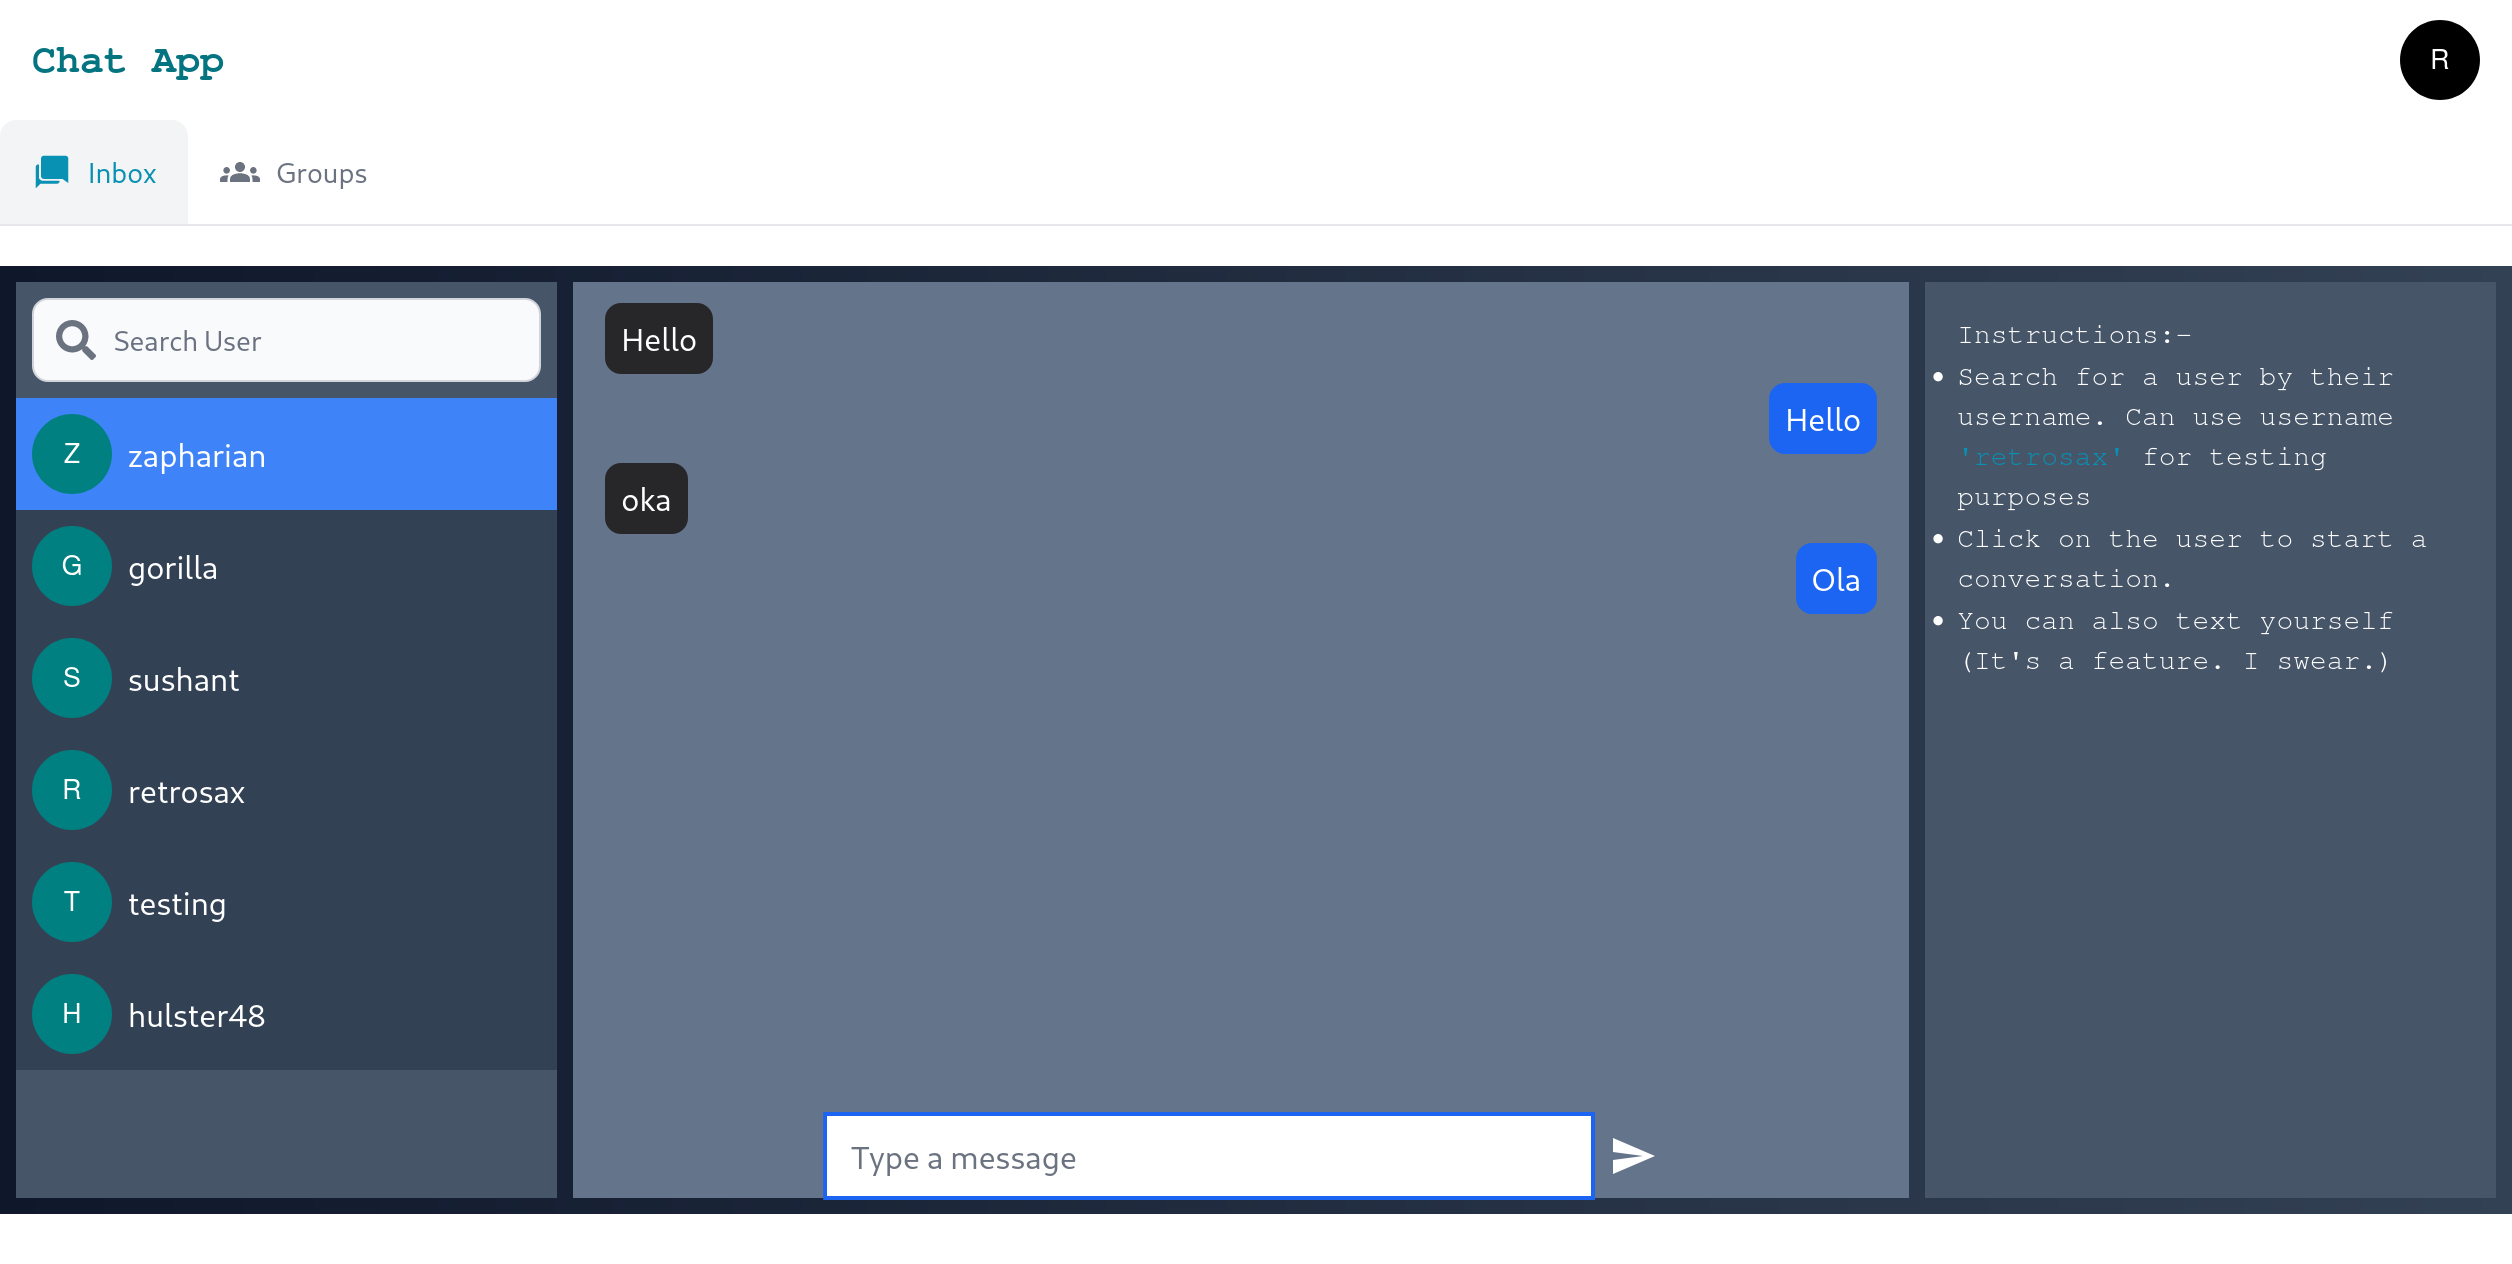 Chat App
R
Inbox
Groups
Search User
Z
zapharian
G
gorilla
S
sushant
R
retrosax
T
testing
H
hulster48
Hello
Hello
oka
Ola
Type a message
Instructions:-
Search for a user by their
username. Can use username
'retrosax' for testing
purposes
Click on the user to start a
conversation.
You can also text yourself
(It's a feature. I swear.)